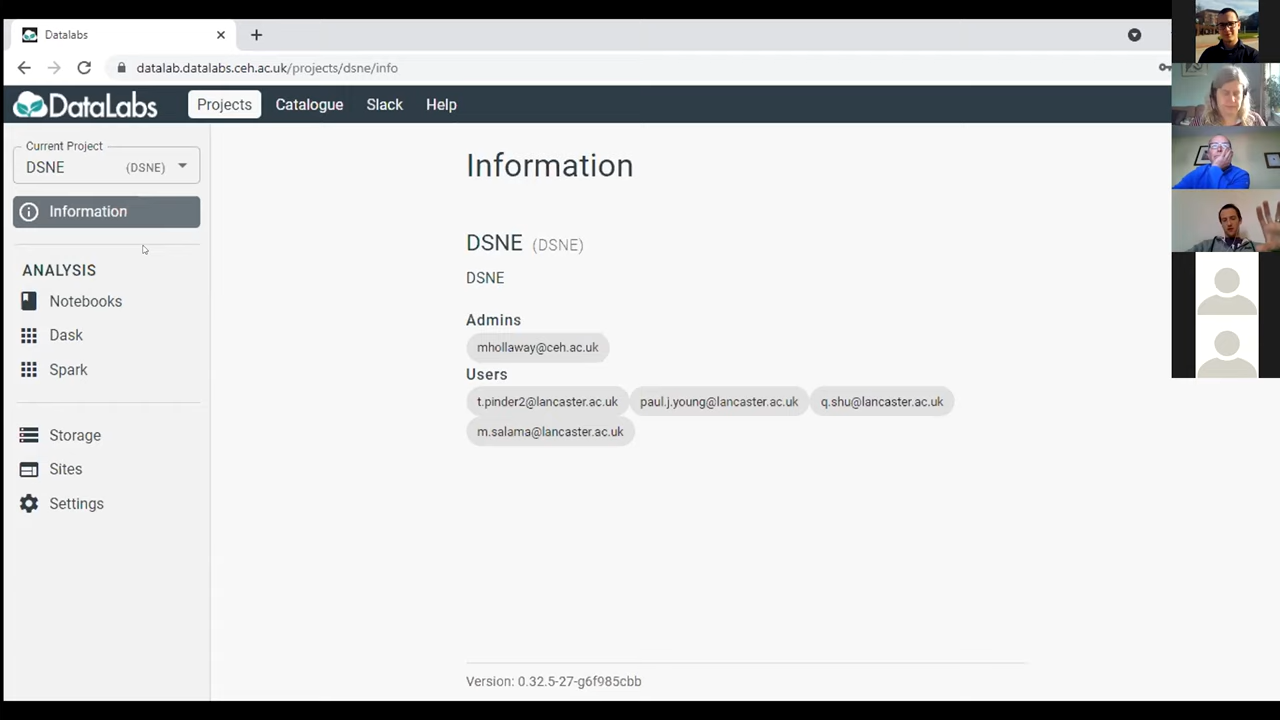 Datalabs
datalab.datalabs.ceh.ac.uk/projects/dsne/info
DataLabs Projects Catalogue Slack Help
Current Project
DSNE (DSNE)
Information
ANALYSIS
Notebooks
Dask
Spark
Storage
Sites
Settings
Information
DSNE (DSNE)
DSNE
Admins
mhollaway@ceh.ac.uk
Users
t.pinder2@lancaster.ac.uk paul.j.young@lancaster.ac.uk q.shu@lancaster.ac.uk
m.salama@lancaster.ac.uk
Version: 0.32.5-27-g6f985cbb